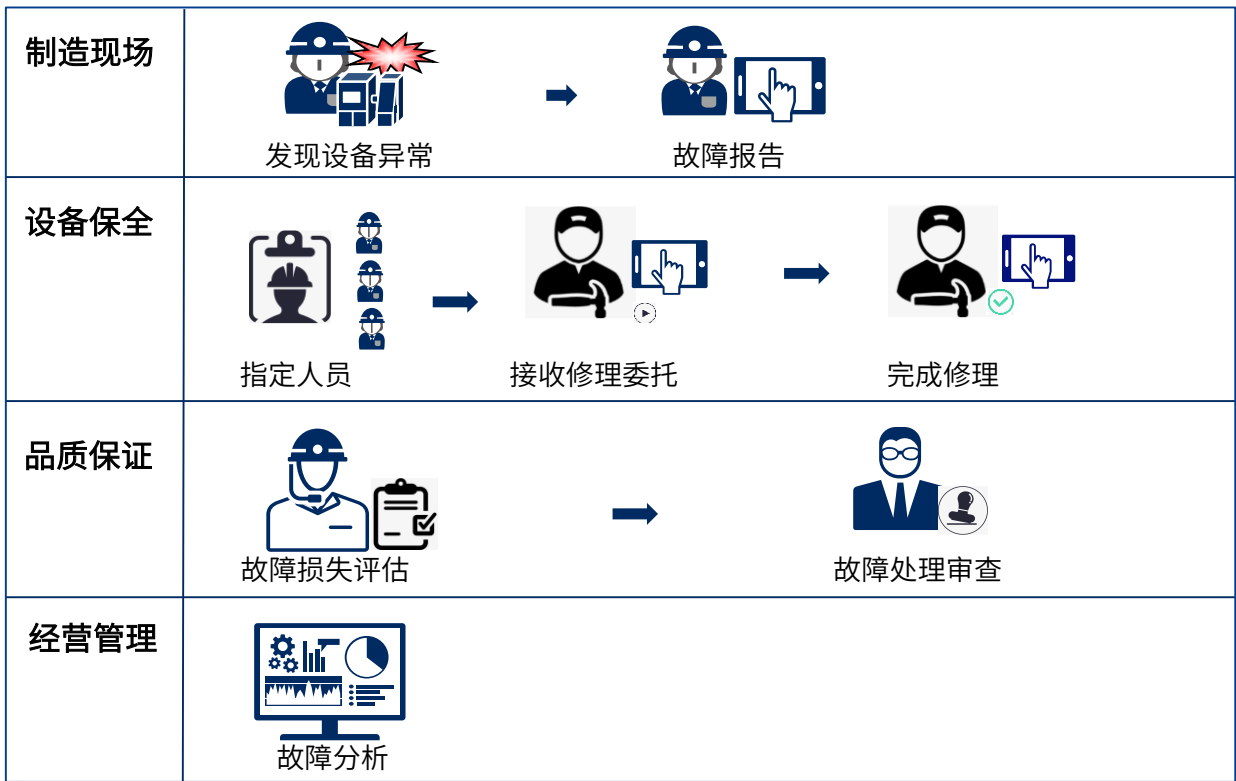 制造现场
发现设备异常
故障报告
设备保全
指定人员
接收修理委托
完成修理
品质保证
故障损失评估
故障处理审查
经营管理
故障分析